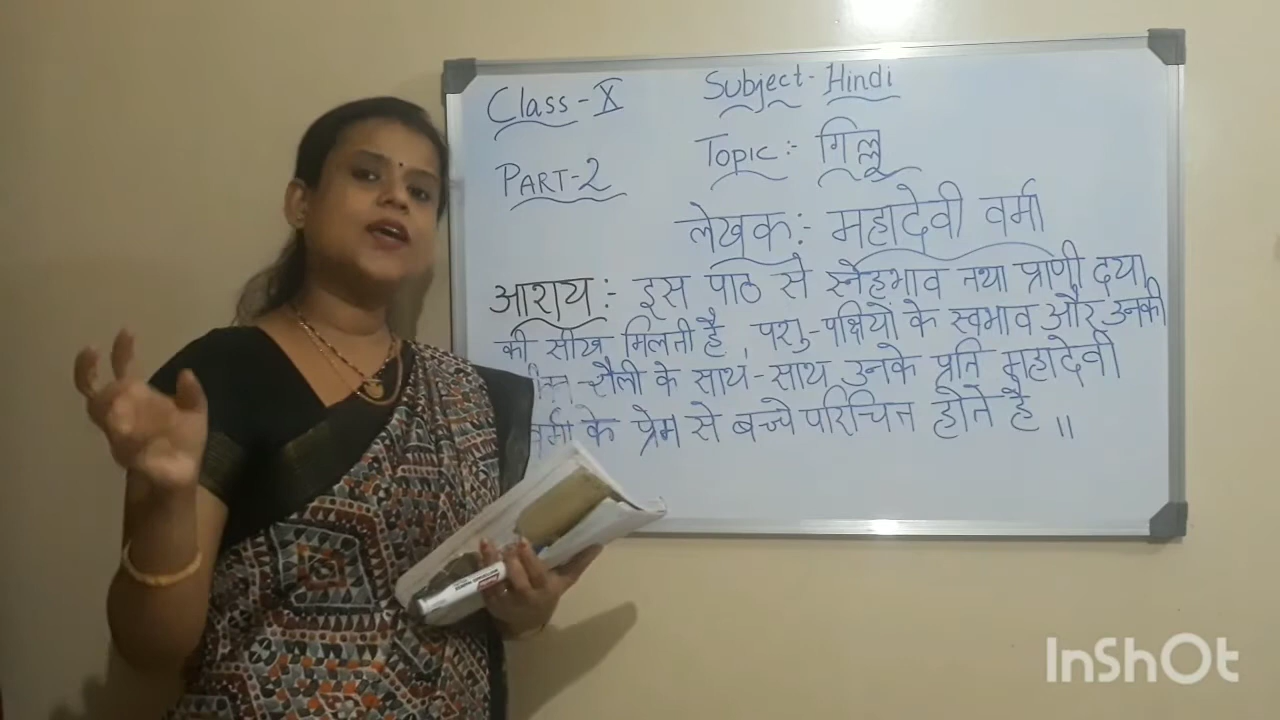 Class-X
Subject- Hindi
PART-2
Topic:- गिल्लू
लेखक:- महादेवी वर्मा
आशय:- इस पाठ से स्नेहभाव तथा प्राणी दया
की सीख मिलती है, पशु-पक्षियों के स्वभाव और उनकी
शैली के साथ-साथ उनके प्रति महादेवी
वर्मा के प्रेम से बच्चे परिचित होते है ॥
InShOt